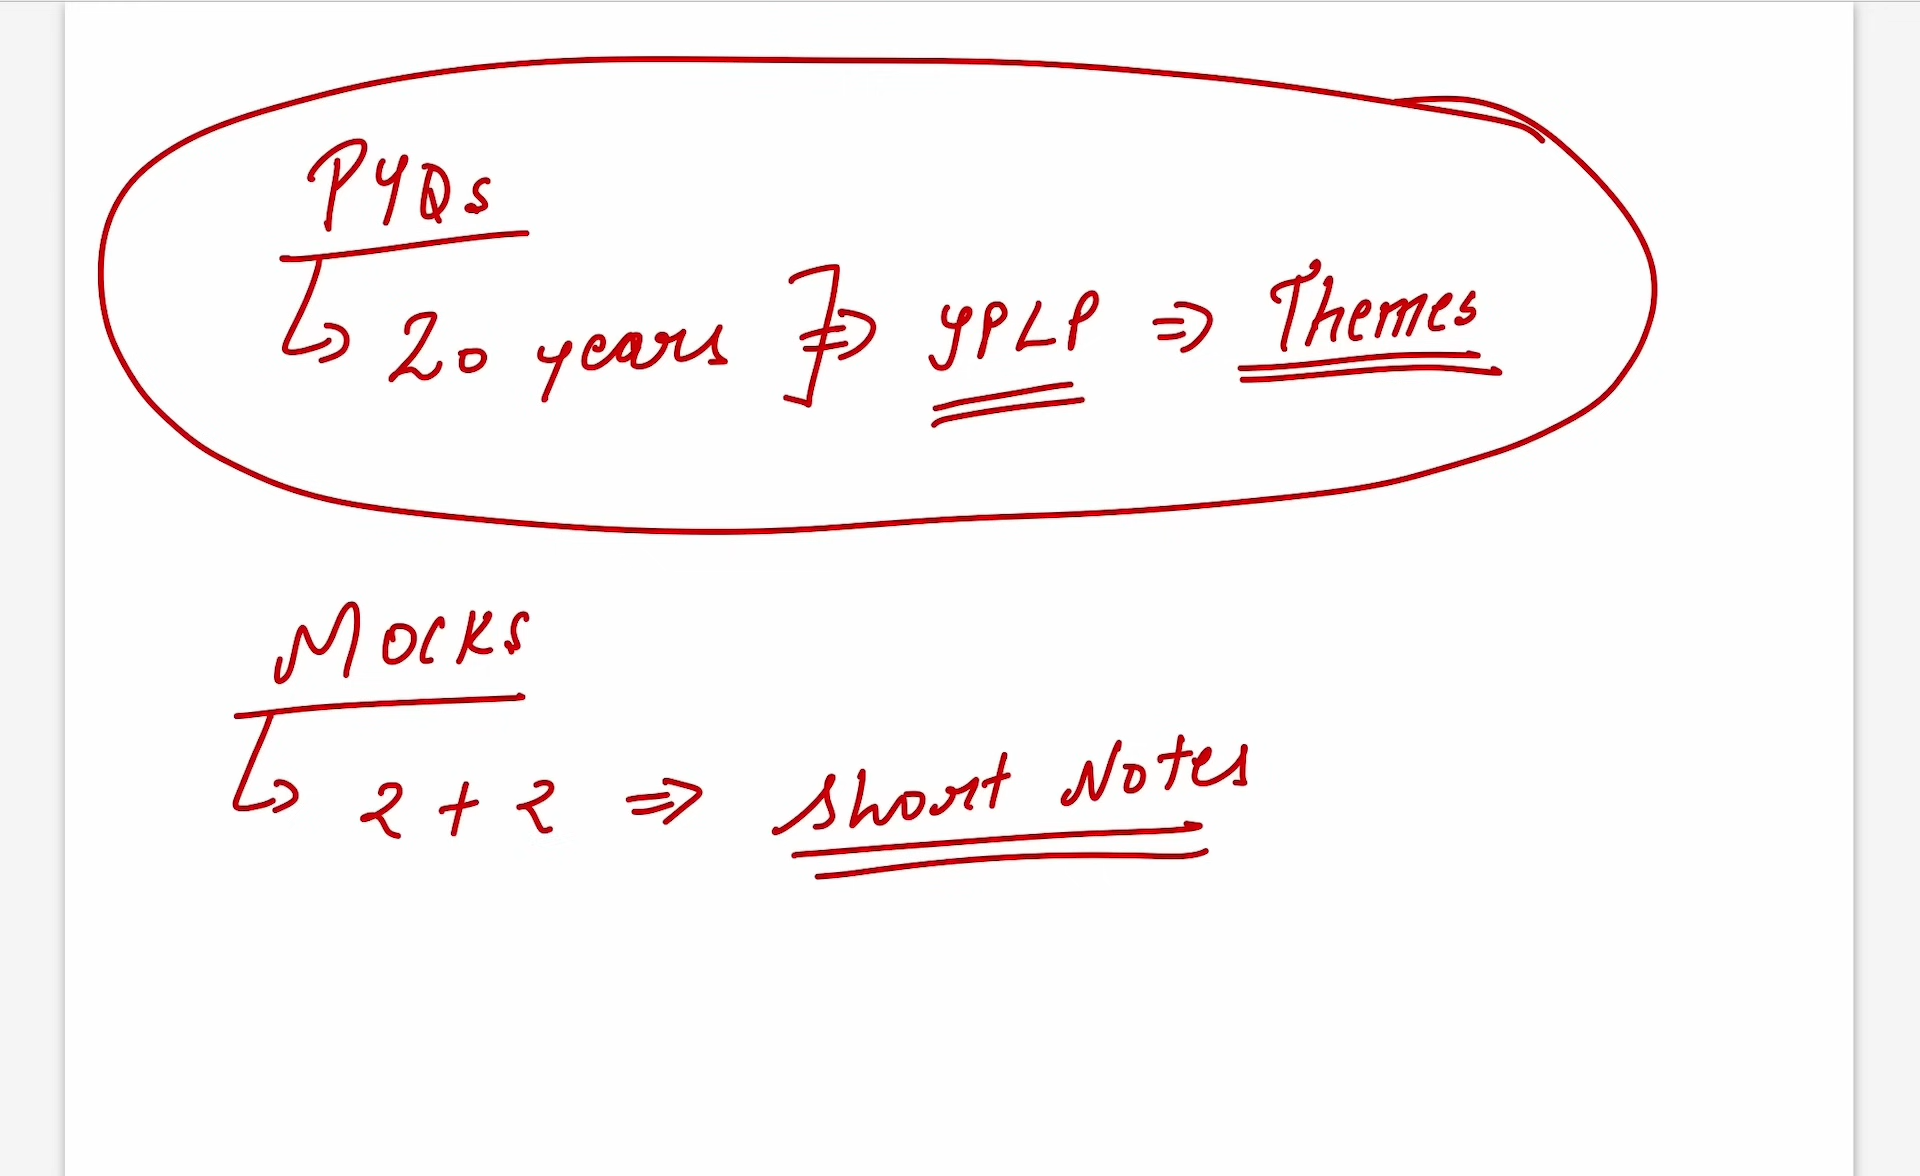 PYQs
↳ 20 years ] ⇒ YPLP ⇒ Themes
Mocks
↳ 2 + 2 ⇒ Short Notes